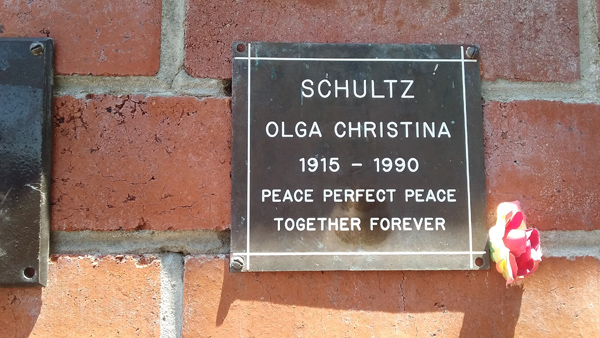 SCHULTZ
OLGA CHRISTINA
1915 - 1990
PEACE PERFECT PEACE
TOGETHER FOREVER